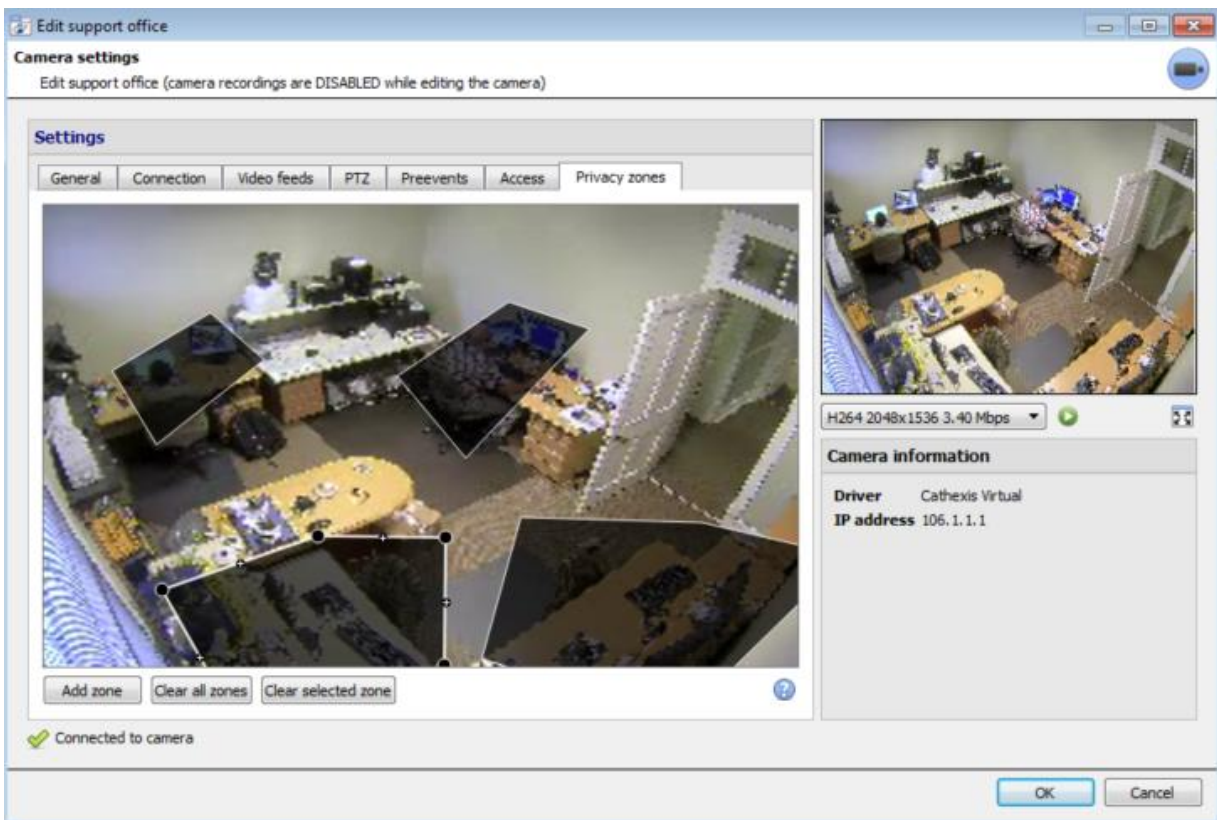 Edit support office
Camera settings
Edit support office (camera recordings are DISABLED while editing the camera)
Settings
General Connection Video feeds PTZ Preevents Access Privacy zones
H264 2048x1536 3.40 Mbps
Camera information
Driver Cathexis Virtual
IP address 106.1.1.1
Add zone Clear all zones Clear selected zone ?
Connected to camera
OK Cancel